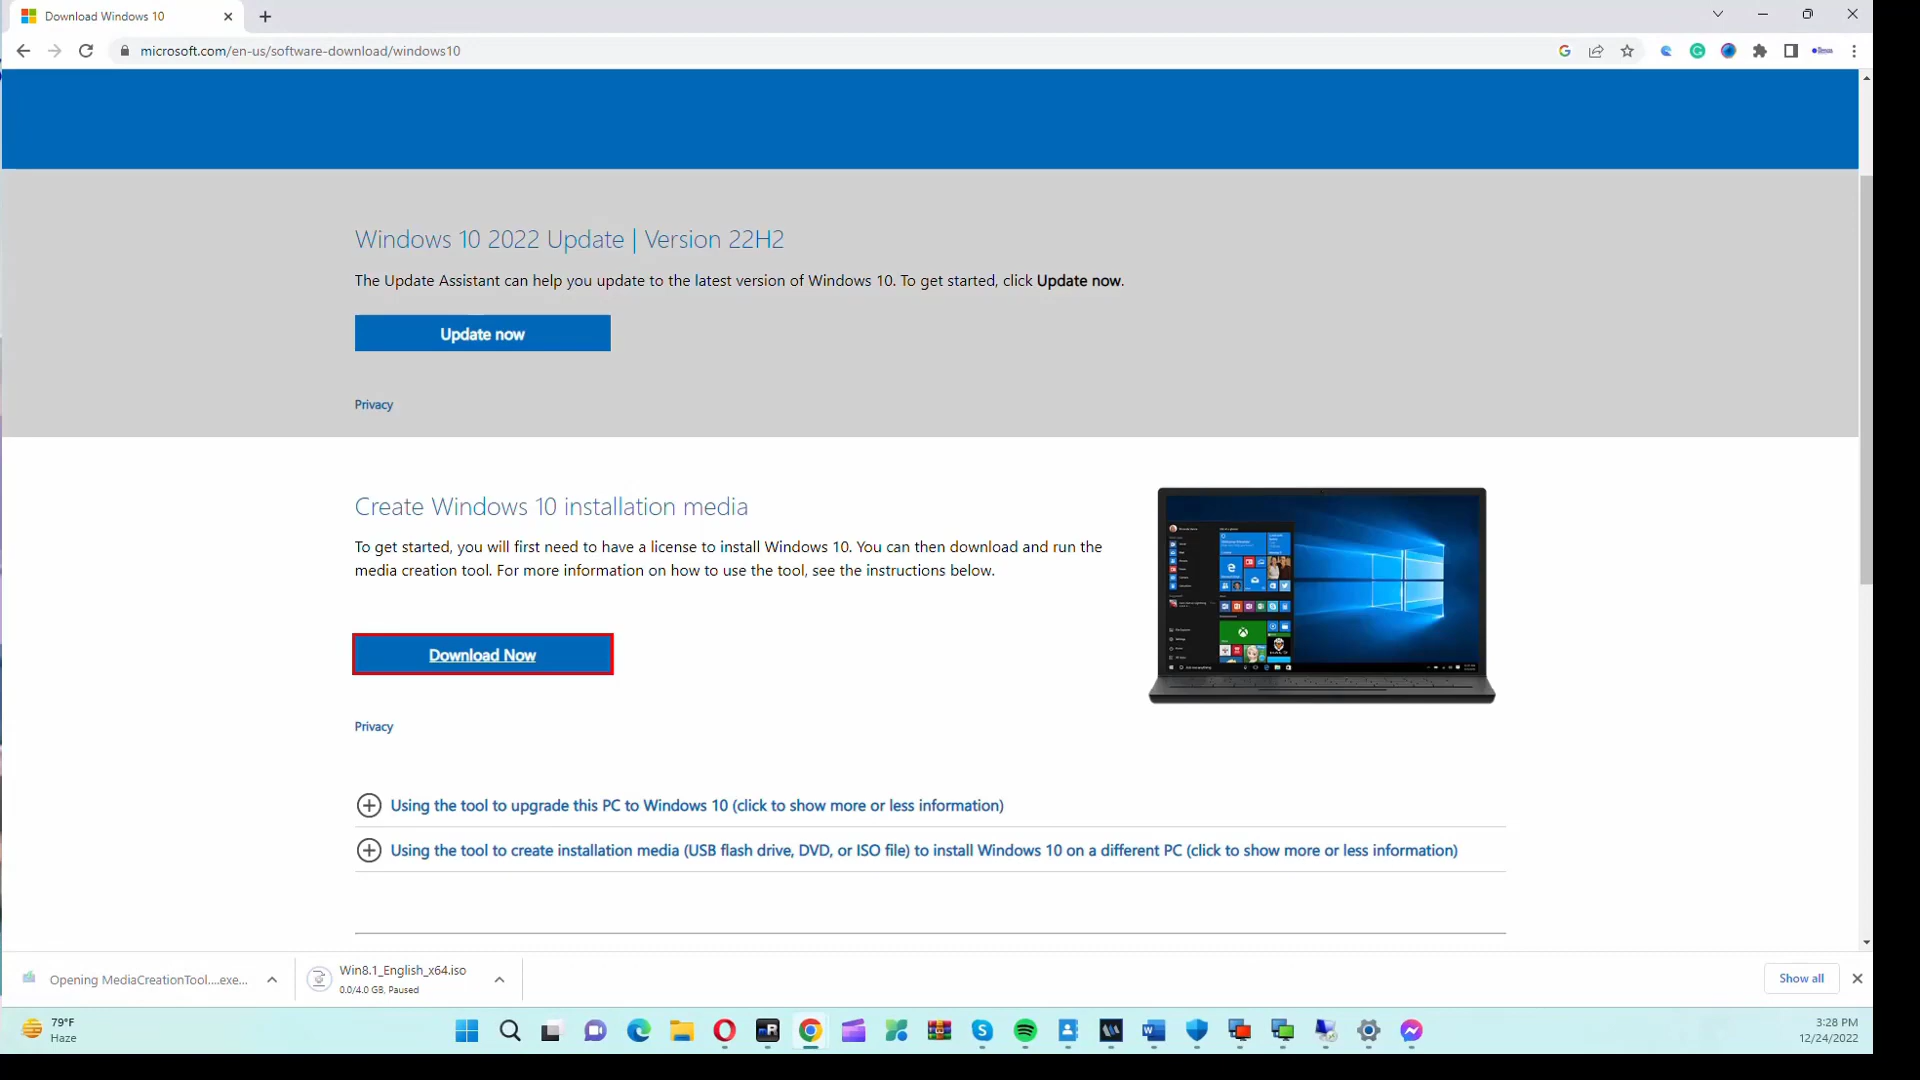 Download Windows 10
microsoft.com/en-us/software-download/windows10
Windows 10 2022 Update | Version 22H2
The Update Assistant can help you update to the latest version of Windows 10. To get started, click Update now.
Update now
Privacy
Create Windows 10 installation media
To get started, you will first need to have a license to install Windows 10. You can then download and run the
media creation tool. For more information on how to use the tool, see the instructions below.
Download Now
Privacy
Using the tool to upgrade this PC to Windows 10 (click to show more or less information)
Using the tool to create installation media (USB flash drive, DVD, or ISO file) to install Windows 10 on a different PC (click to show more or less information)
Opening MediaCreationTool....exe...
Win8.1_English_x64.iso
0.0/4.0 GB, Paused
Show all
79°F
Haze
3:28 PM
12/24/2022